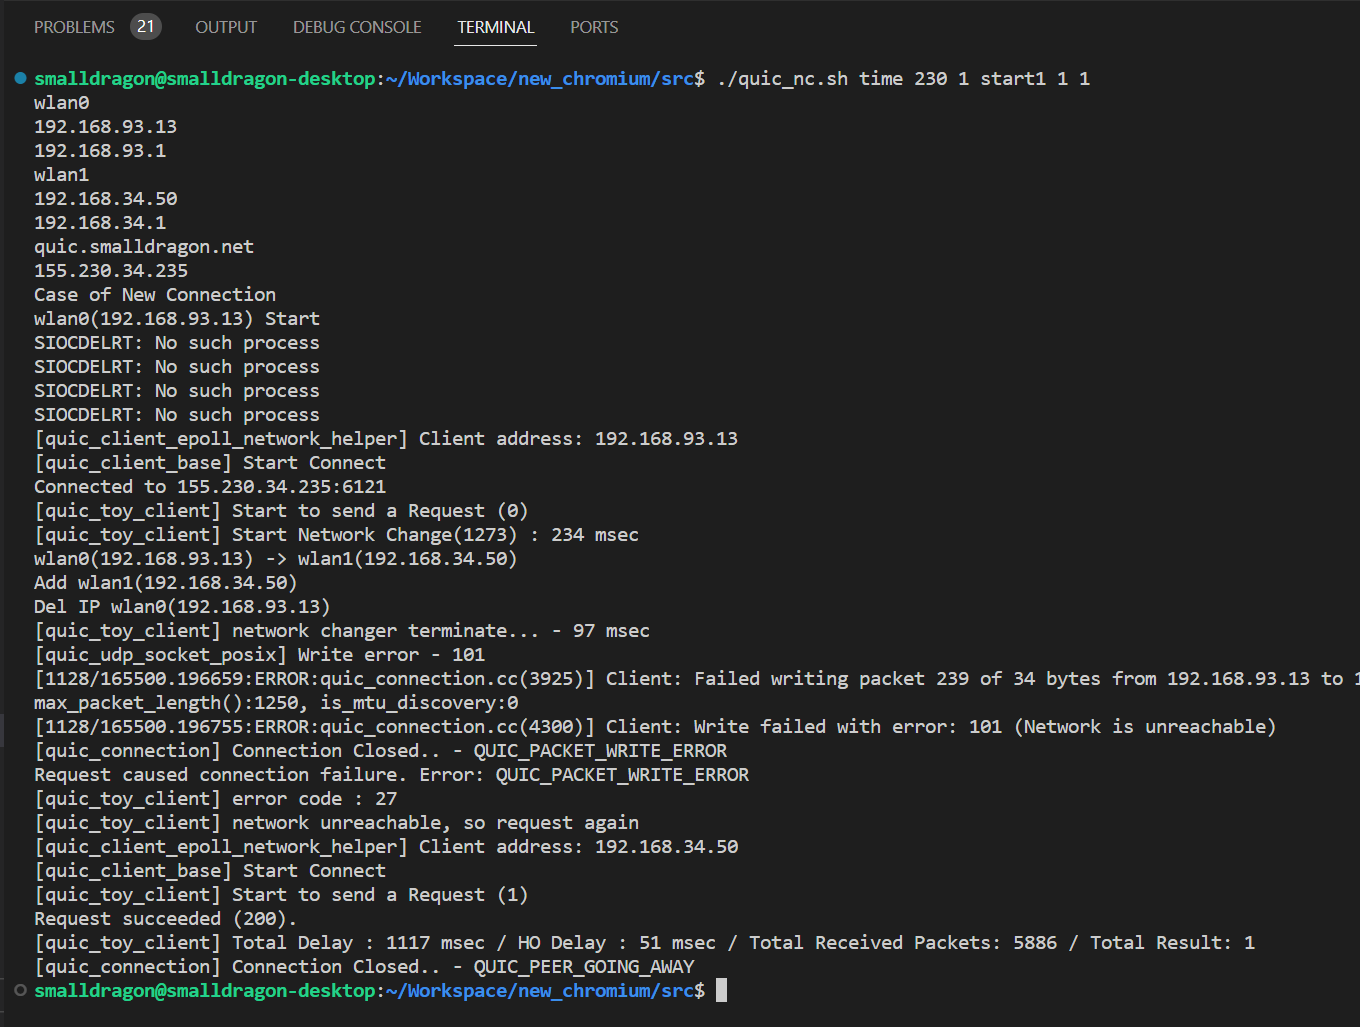 PROBLEMS 21 OUTPUT DEBUG CONSOLE TERMINAL PORTS
smalldragon@smalldragon-desktop:~/Workspace/new_chromium/src$ ./quic_nc.sh time 230 1 start1 1 1
wlan0
192.168.93.13
192.168.93.1
wlan1
192.168.34.50
192.168.34.1
quic.smalldragon.net
155.230.34.235
Case of New Connection
wlan0(192.168.93.13) Start
SIOCDELRT: No such process
SIOCDELRT: No such process
SIOCDELRT: No such process
SIOCDELRT: No such process
[quic_client_epoll_network_helper] Client address: 192.168.93.13
[quic_client_base] Start Connect
Connected to 155.230.34.235:6121
[quic_toy_client] Start to send a Request (0)
[quic_toy_client] Start Network Change(1273) : 234 msec
wlan0(192.168.93.13) -> wlan1(192.168.34.50)
Add wlan1(192.168.34.50)
Del IP wlan0(192.168.93.13)
[quic_toy_client] network changer terminate... - 97 msec
[quic_udp_socket_posix] Write error - 101
[1128/165500.196659:ERROR:quic_connection.cc(3925)] Client: Failed writing packet 239 of 34 bytes from 192.168.93.13 to 1
max_packet_length():1250, is_mtu_discovery:0
[1128/165500.196755:ERROR:quic_connection.cc(4300)] Client: Write failed with error: 101 (Network is unreachable)
[quic_connection] Connection Closed.. - QUIC_PACKET_WRITE_ERROR
Request caused connection failure. Error: QUIC_PACKET_WRITE_ERROR
[quic_toy_client] error code : 27
[quic_toy_client] network unreachable, so request again
[quic_client_epoll_network_helper] Client address: 192.168.34.50
[quic_client_base] Start Connect
[quic_toy_client] Start to send a Request (1)
Request succeeded (200).
[quic_toy_client] Total Delay : 1117 msec / HO Delay : 51 msec / Total Received Packets: 5886 / Total Result: 1
[quic_connection] Connection Closed.. - QUIC_PEER_GOING_AWAY
smalldragon@smalldragon-desktop:~/Workspace/new_chromium/src$